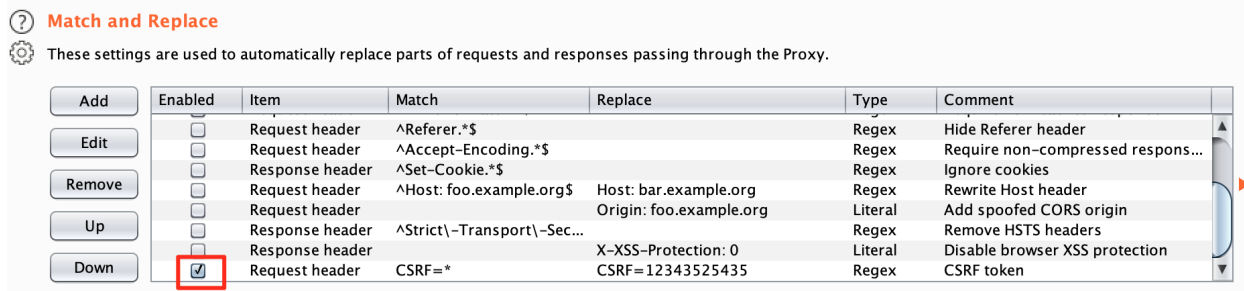 Match and Replace
These settings are used to automatically replace parts of requests and responses passing through the Proxy.
Add
Edit
Remove
Up
Down
Enabled Item Match Replace Type Comment
Request header ^Referer.*$ Regex Hide Referer header
Request header ^Accept-Encoding.*$ Regex Require non-compressed respons...
Response header ^Set-Cookie.*$ Regex Ignore cookies
Request header ^Host: foo.example.org$ Host: bar.example.org Regex Rewrite Host header
Request header Origin: foo.example.org Literal Add spoofed CORS origin
Response header ^Strict\-Transport\-Sec... Regex Remove HSTS headers
Response header X-XSS-Protection: 0 Literal Disable browser XSS protection
Request header CSRF=* CSRF=12343525435 Regex CSRF token